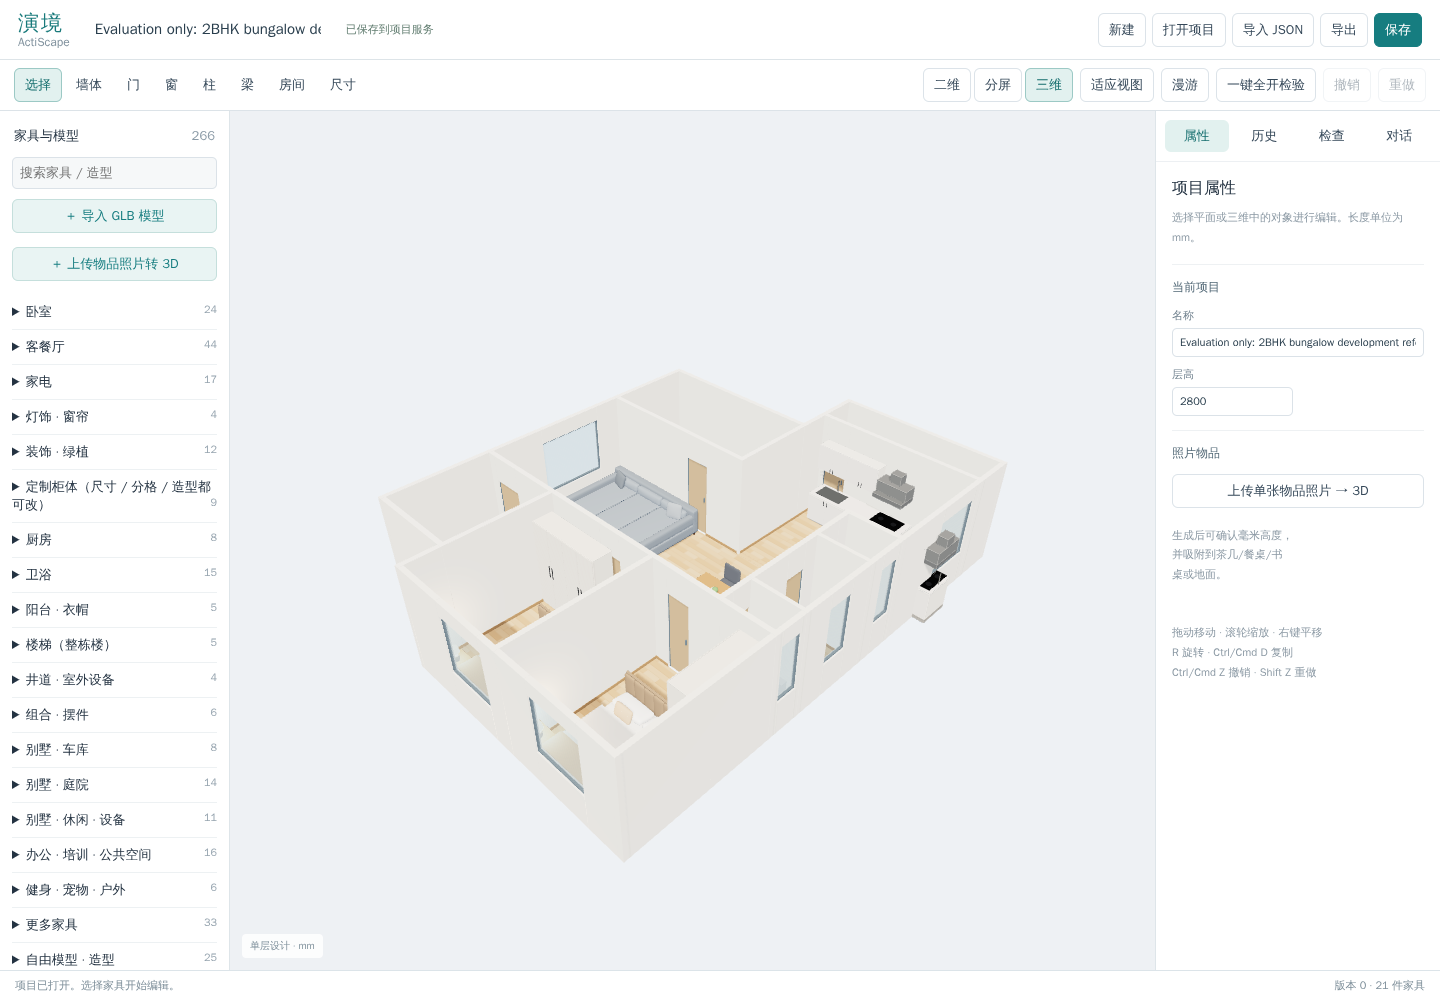 演境
ActiScape
Evaluation only: 2BHK bungalow de
已保存到项目服务
新建
打开项目
导入 JSON
导出
保存
选择
墙体
门
窗
柱
梁
房间
尺寸
二维
分屏
三维
适应视图
漫游
一键全开检验
撤销
重做
家具与模型
266
搜索家具 / 造型
+ 导入 GLB 模型
+ 上传物品照片转 3D
▶ 卧室 24
▶ 客餐厅 44
▶ 家电 17
▶ 灯饰 · 窗帘 4
▶ 装饰 · 绿植 12
▶ 定制柜体（尺寸 / 分格 / 造型都
可改） 9
▶ 厨房 8
▶ 卫浴 15
▶ 阳台 · 衣帽 5
▶ 楼梯（整栋楼） 5
▶ 井道 · 室外设备 4
▶ 组合 · 摆件 6
▶ 别墅 · 车库 8
▶ 别墅 · 庭院 14
▶ 别墅 · 休闲 · 设备 11
▶ 办公 · 培训 · 公共空间 16
▶ 健身 · 宠物 · 户外 6
▶ 更多家具 33
▶ 自由模型 · 造型 25
单层设计 · mm
属性
历史
检查
对话
项目属性
选择平面或三维中的对象进行编辑。长度单位为
mm。
当前项目
名称
Evaluation only: 2BHK bungalow development ref
层高
2800
照片物品
上传单张物品照片 → 3D
生成后可确认毫米高度，
并吸附到茶几/餐桌/书
桌或地面。
拖动移动 · 滚轮缩放 · 右键平移
R 旋转 · Ctrl/Cmd D 复制
Ctrl/Cmd Z 撤销 · Shift Z 重做
项目已打开。选择家具开始编辑。
版本 0 · 21 件家具